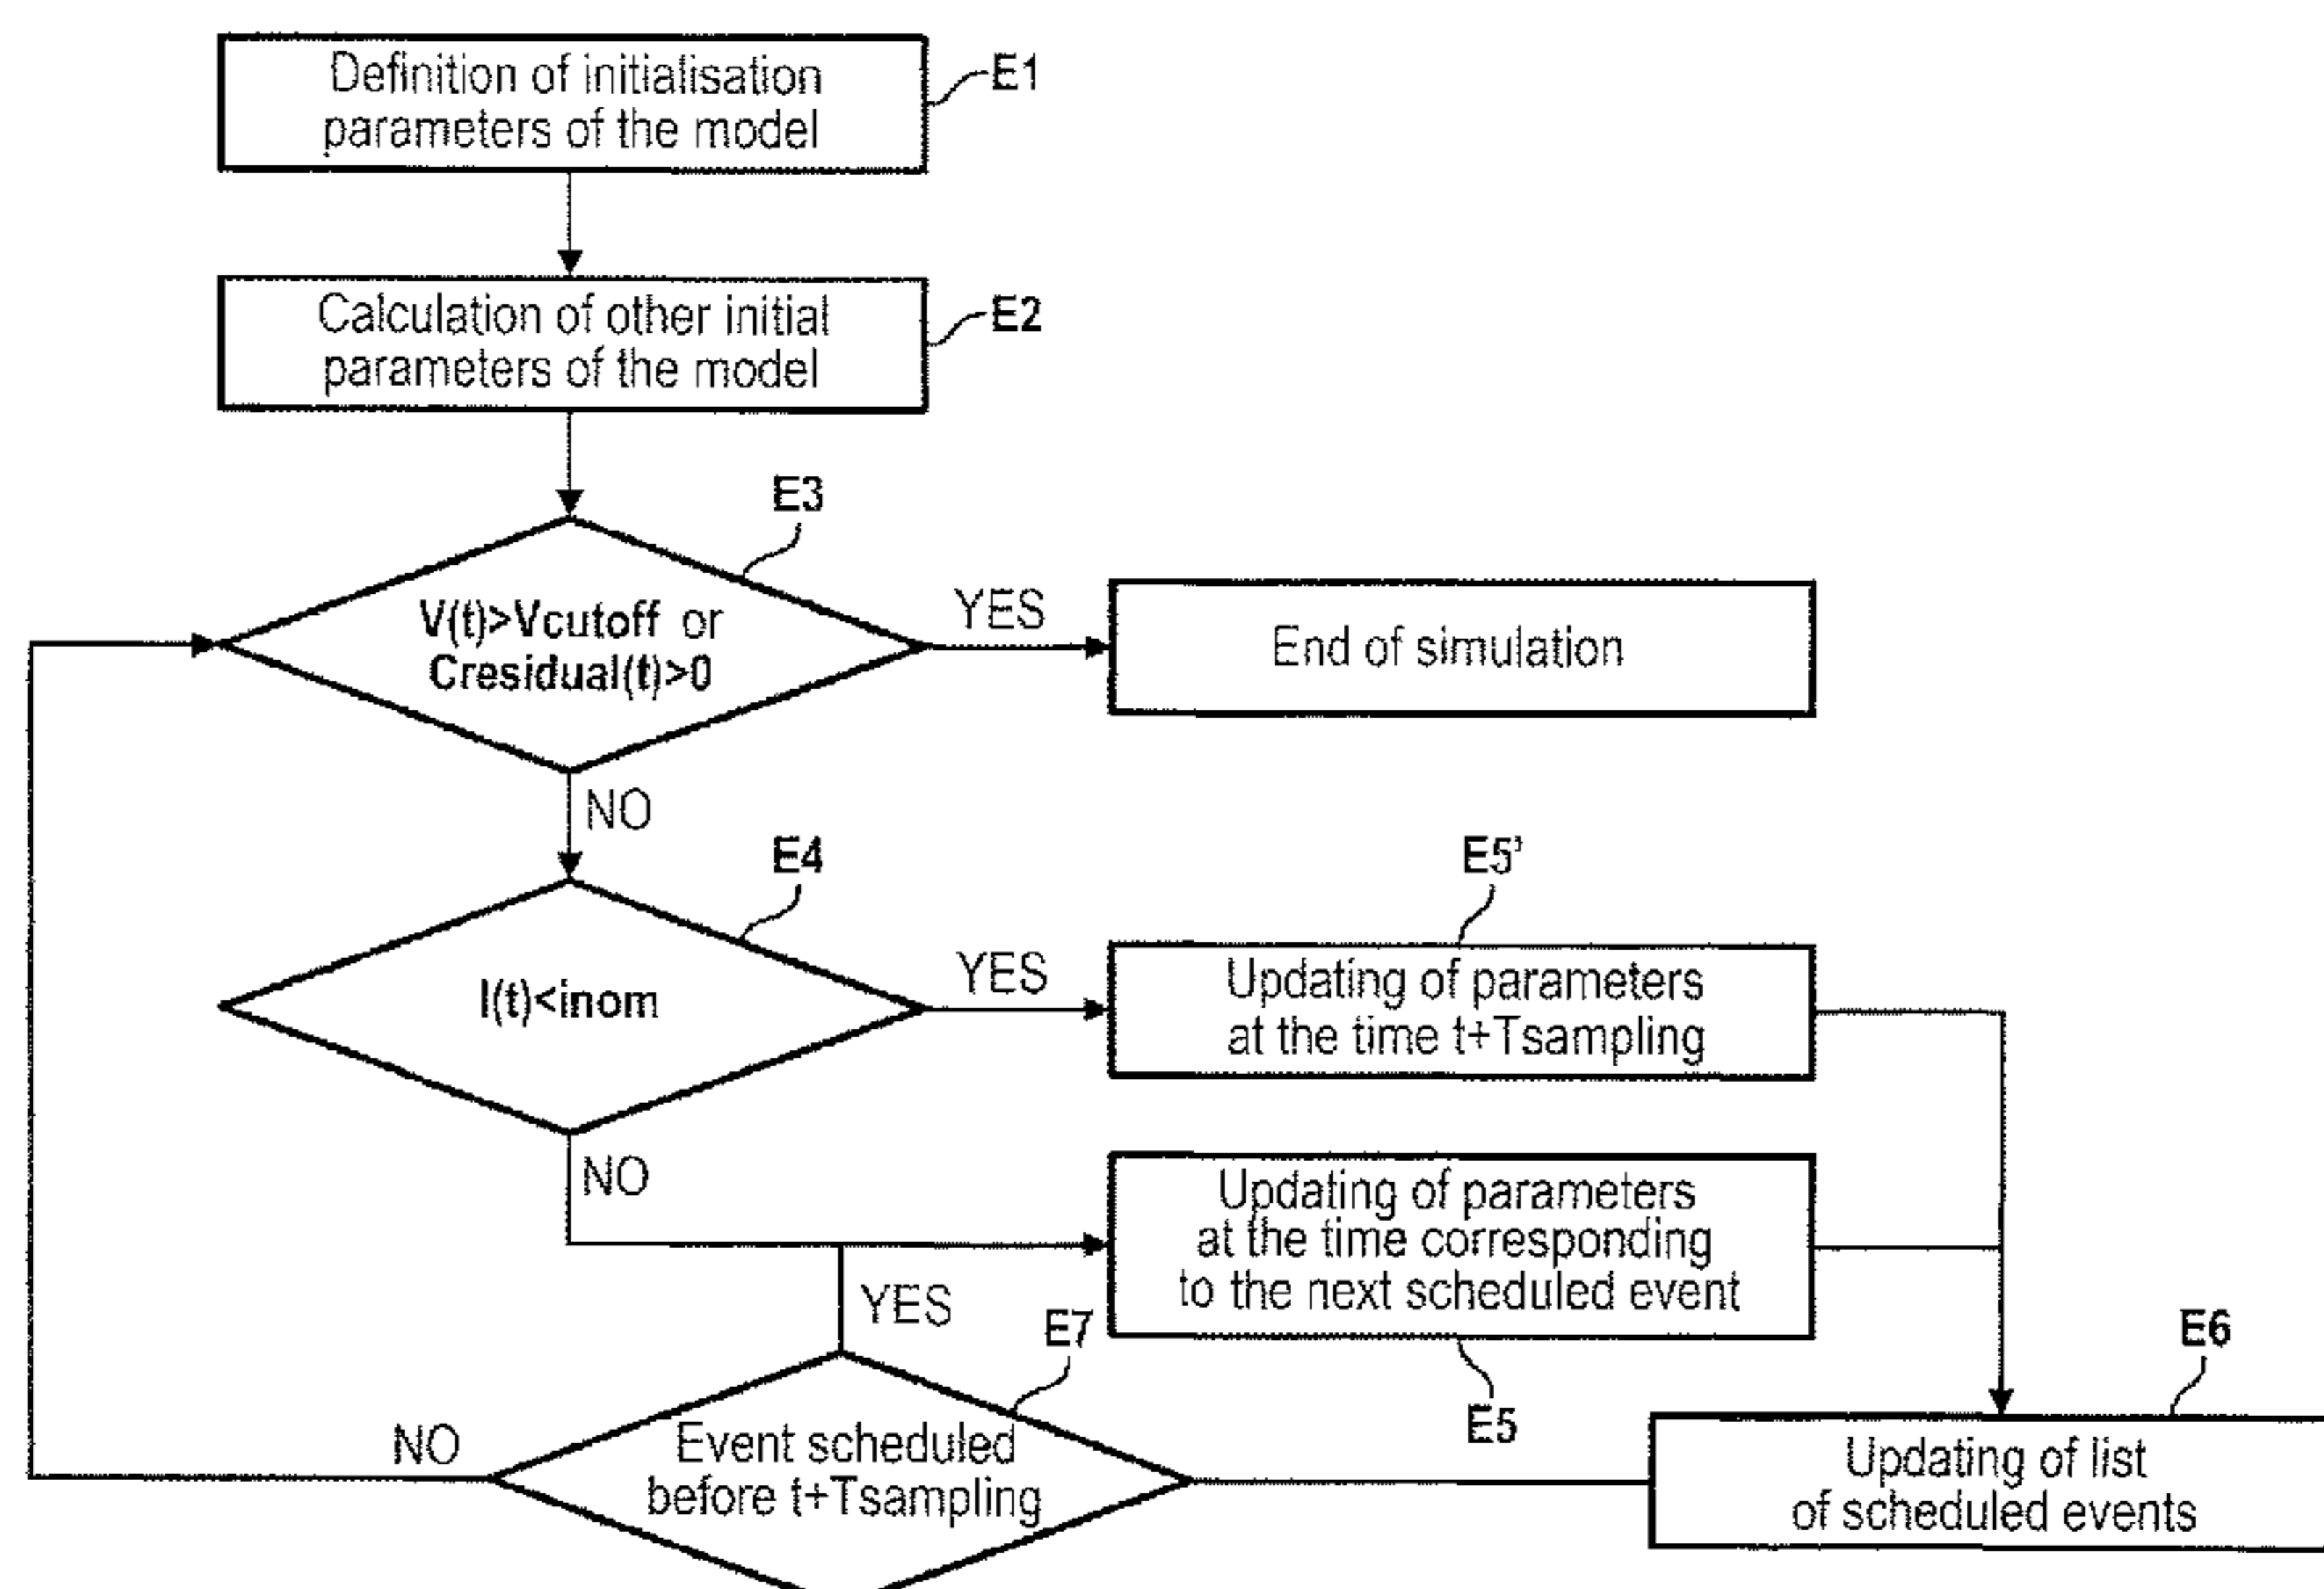 Definition of initialisation
parameters of the model
E1
Calculation of other initial
parameters of the model
E2
E3
V(t)>Vcutoff or
Cresidual(t)>0
YES
End of simulation
NO
E4
I(t)<inom
YES
E5'
Updating of parameters
at the time t+Tsampling
NO
Updating of parameters
at the time corresponding
to the next scheduled event
E5
YES
E7
Event scheduled
before t+Tsampling
NO
E6
Updating of list
of scheduled events